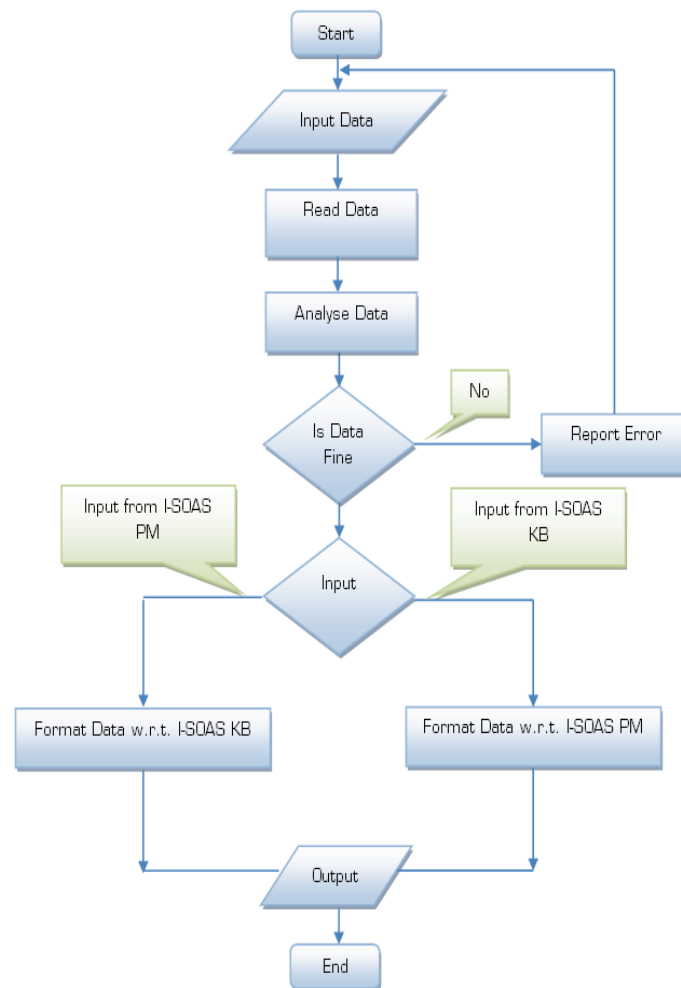 Start
Input Data
Read Data
Analyse Data
No
Is Data
Fine
Report Error
Input from I-SOAS
PM
Input from I-SOAS
KB
Input
Format Data w.r.t. I-SOAS KB
Format Data w.r.t. I-SOAS PM
Output
End